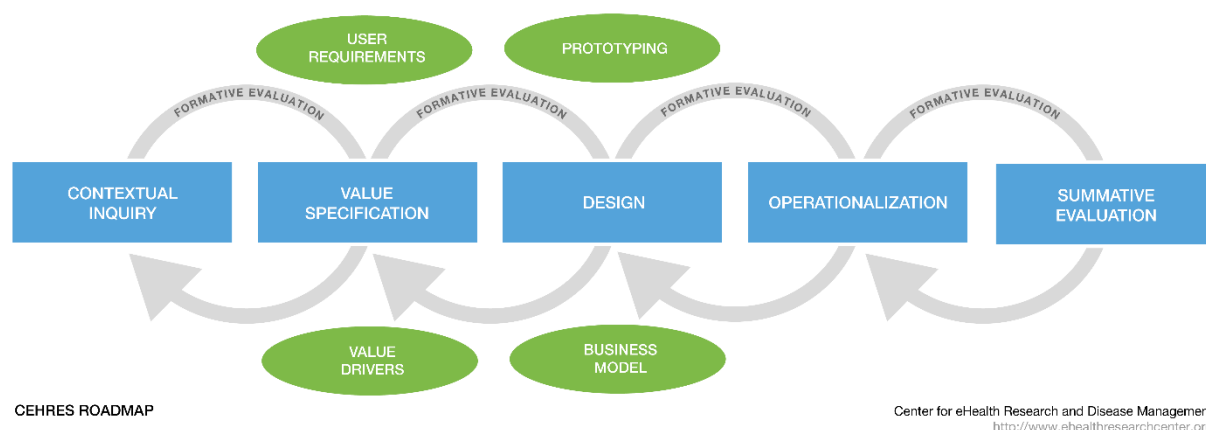 USER
REQUIREMENTS
PROTOTYPING
FORMATIVE EVALUATION
FORMATIVE EVALUATION
FORMATIVE EVALUATION
FORMATIVE EVALUATION
CONTEXTUAL
INQUIRY
VALUE
SPECIFICATION
DESIGN
OPERATIONALIZATION
SUMMATIVE
EVALUATION
VALUE
DRIVERS
BUSINESS
MODEL
CEHRES ROADMAP
Center for eHealth Research and Disease Managemen
http://www.ehealthresearchcenter.or